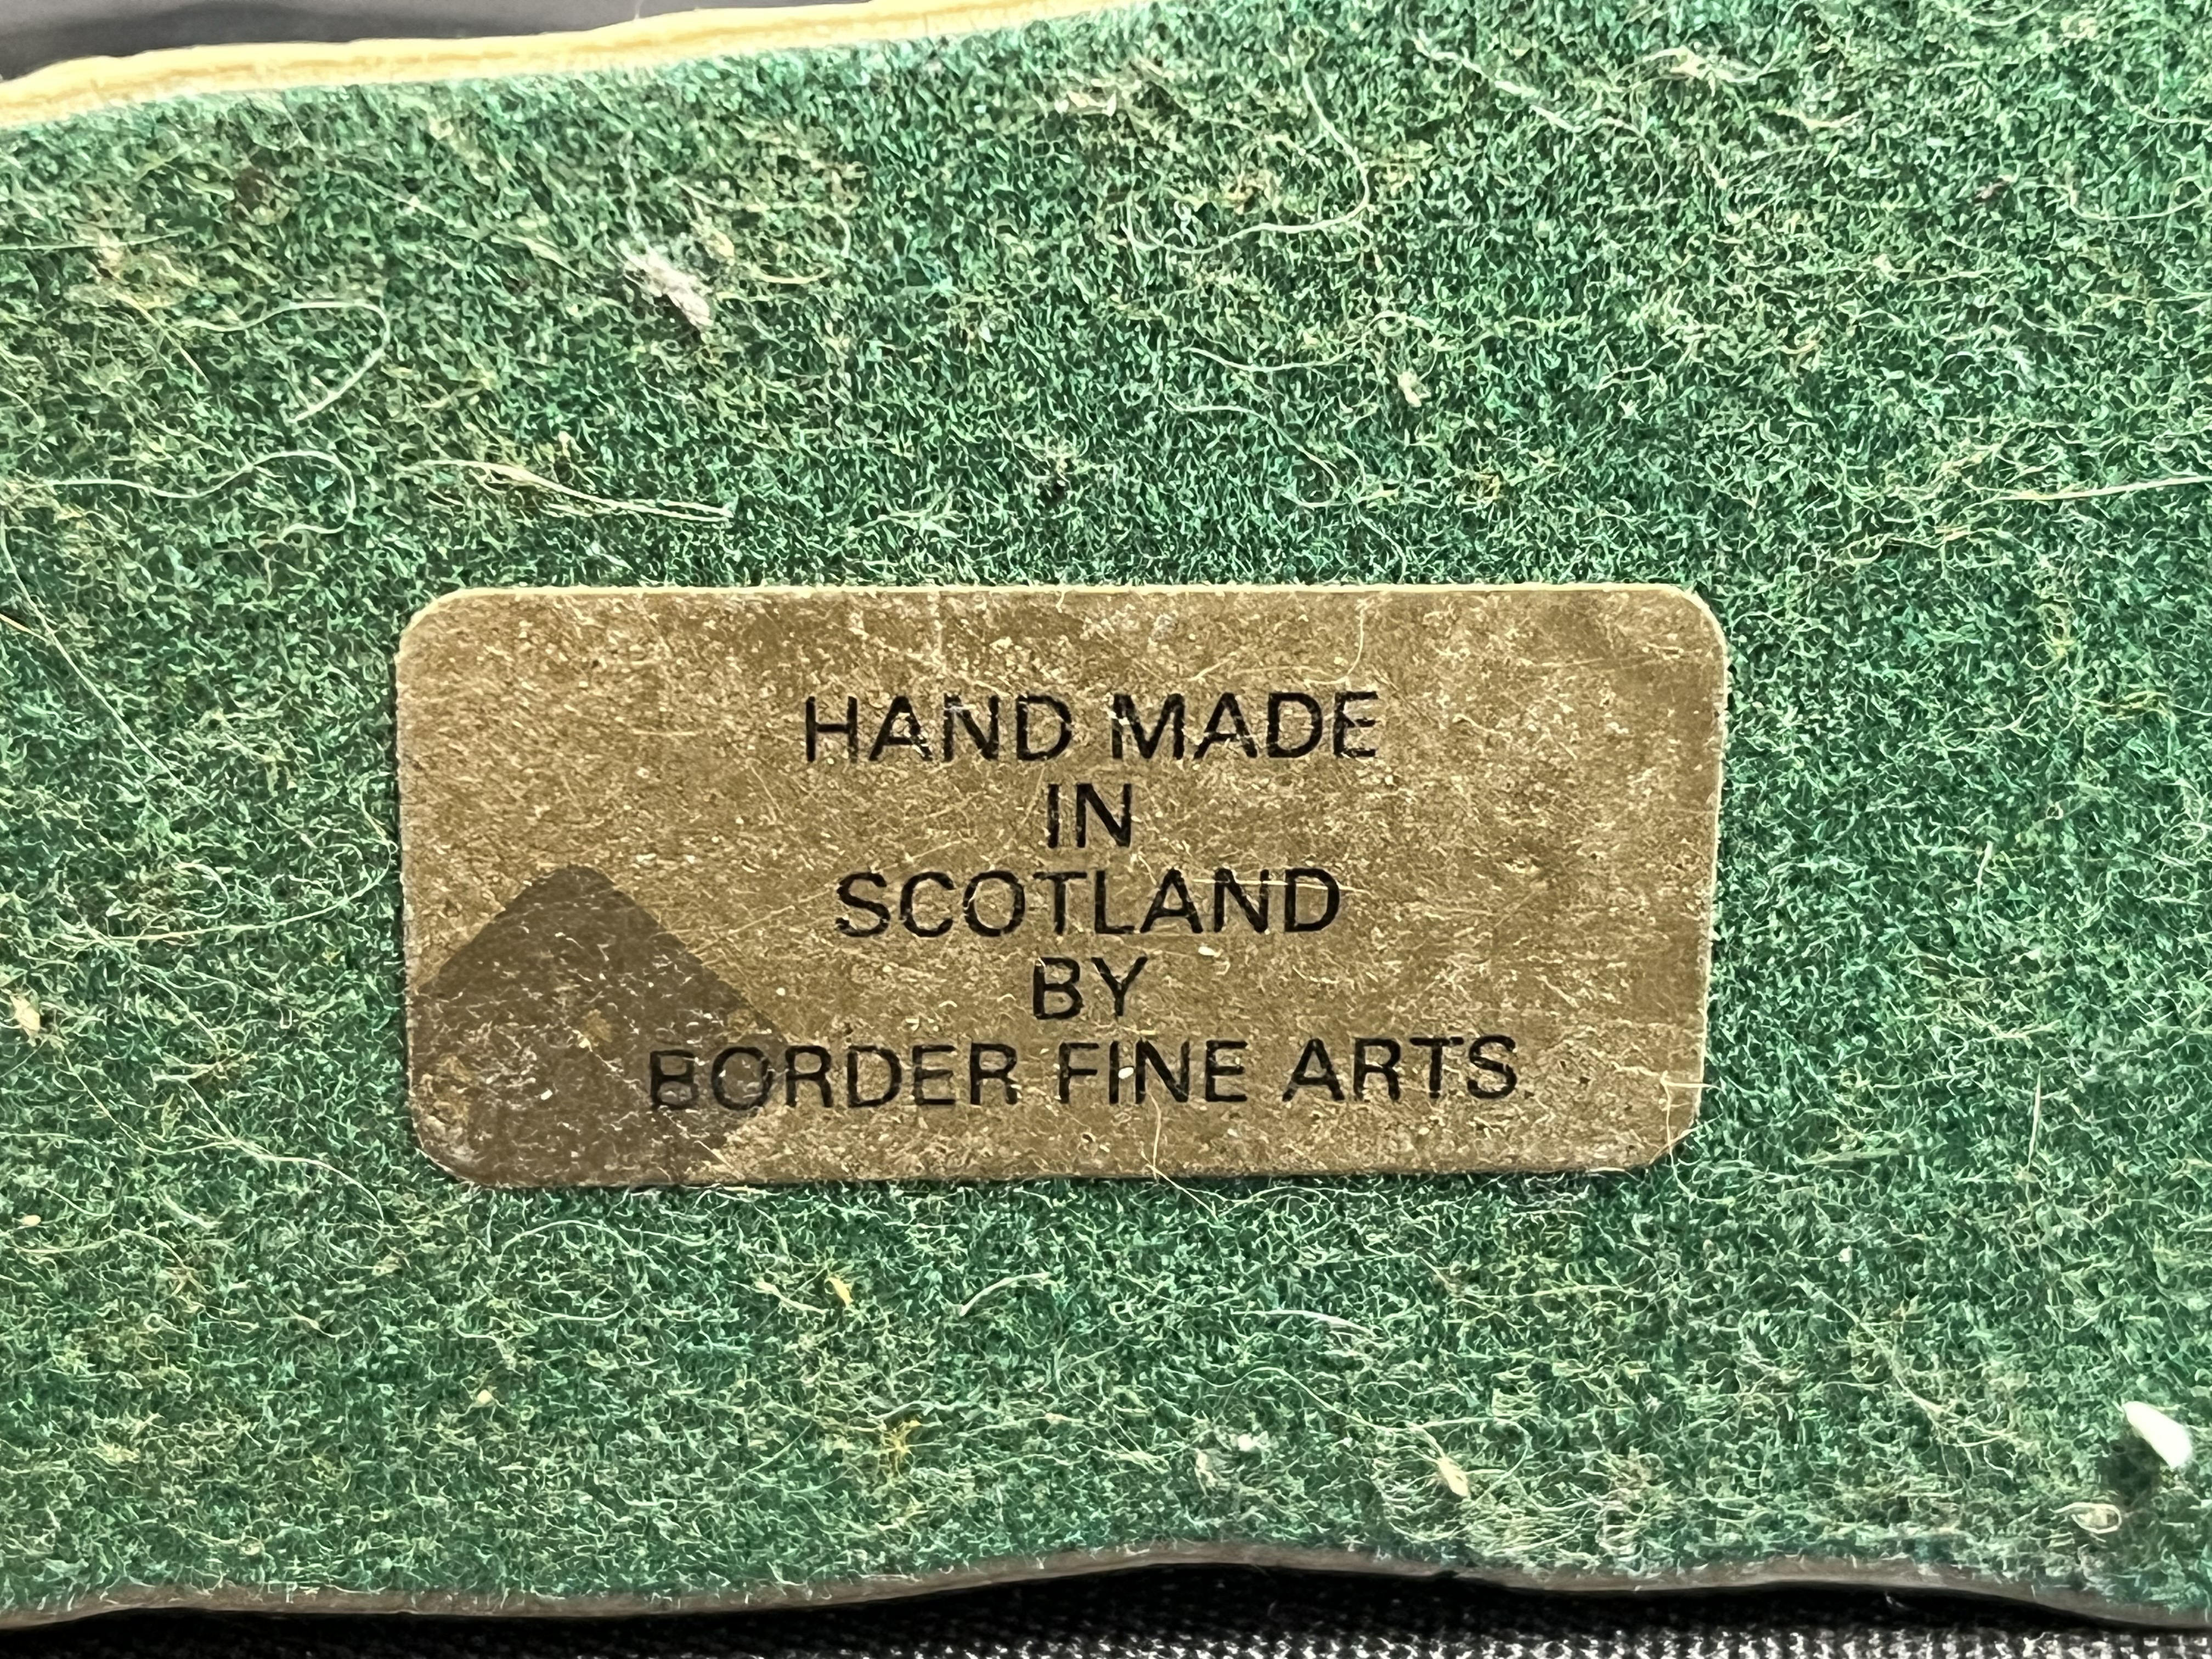 HAND MADE
IN
SCOTLAND
BY
BORDER FINE ARTS.